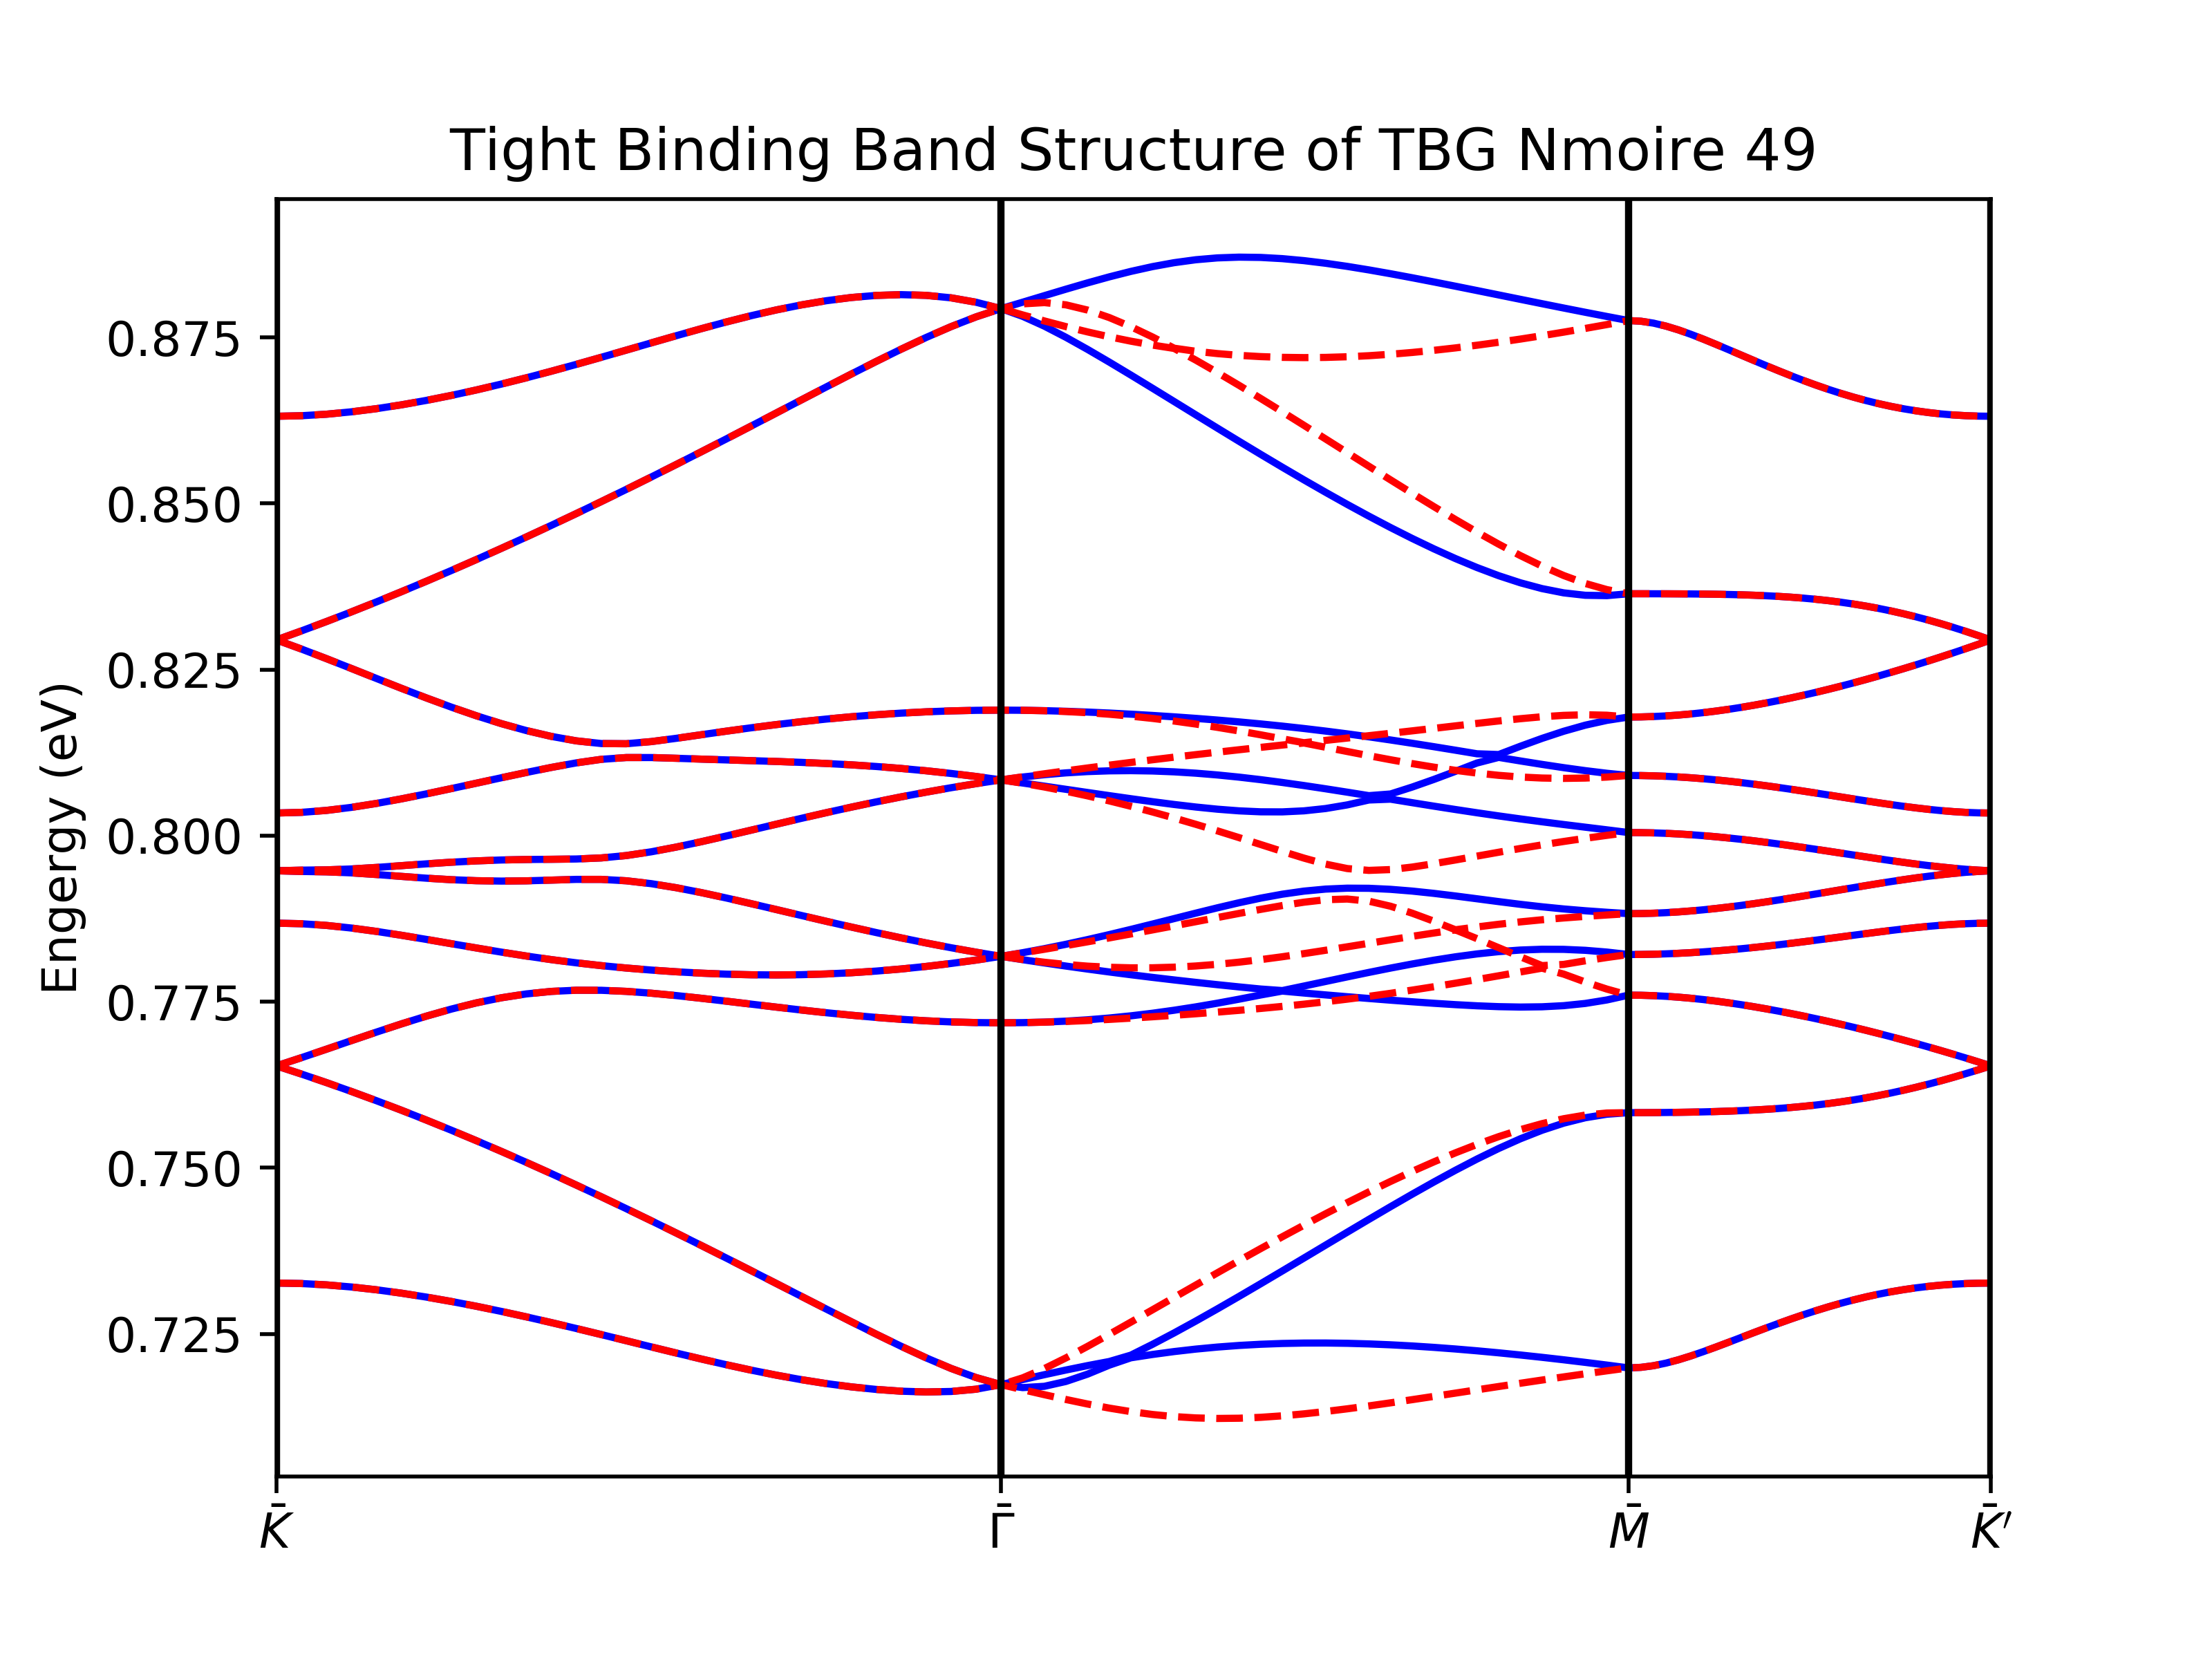 Tight Binding Band Structure of TBG Nmoire 49
Engergy (eV)
0.875
0.850
0.825
0.800
0.775
0.750
0.725
K̄ Γ̄ M̄ K̄′